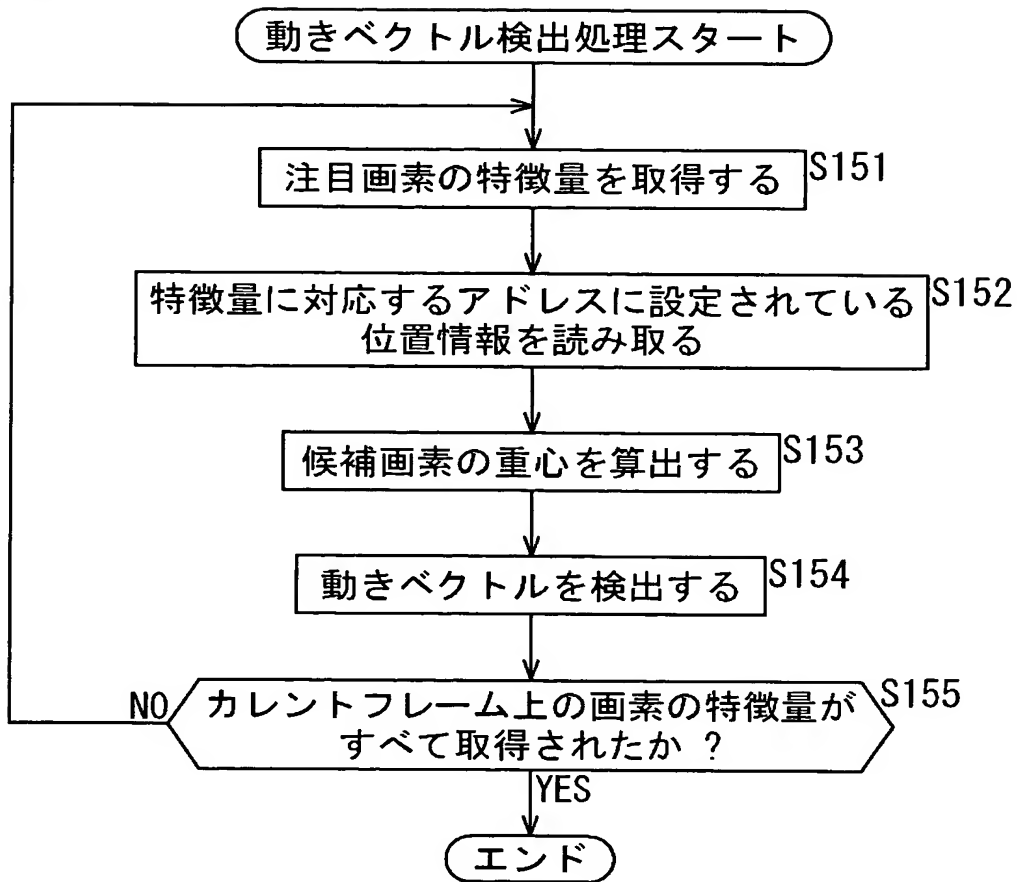 動きベクトル検出処理スタート
注目画素の特徴量を取得する
S151
特徴量に対応するアドレスに設定されている
位置情報を読み取る
S152
候補画素の重心を算出する
S153
動きベクトルを検出する
S154
カレントフレーム上の画素の特徴量が
すべて取得されたか ?
S155
NO
YES
エンド